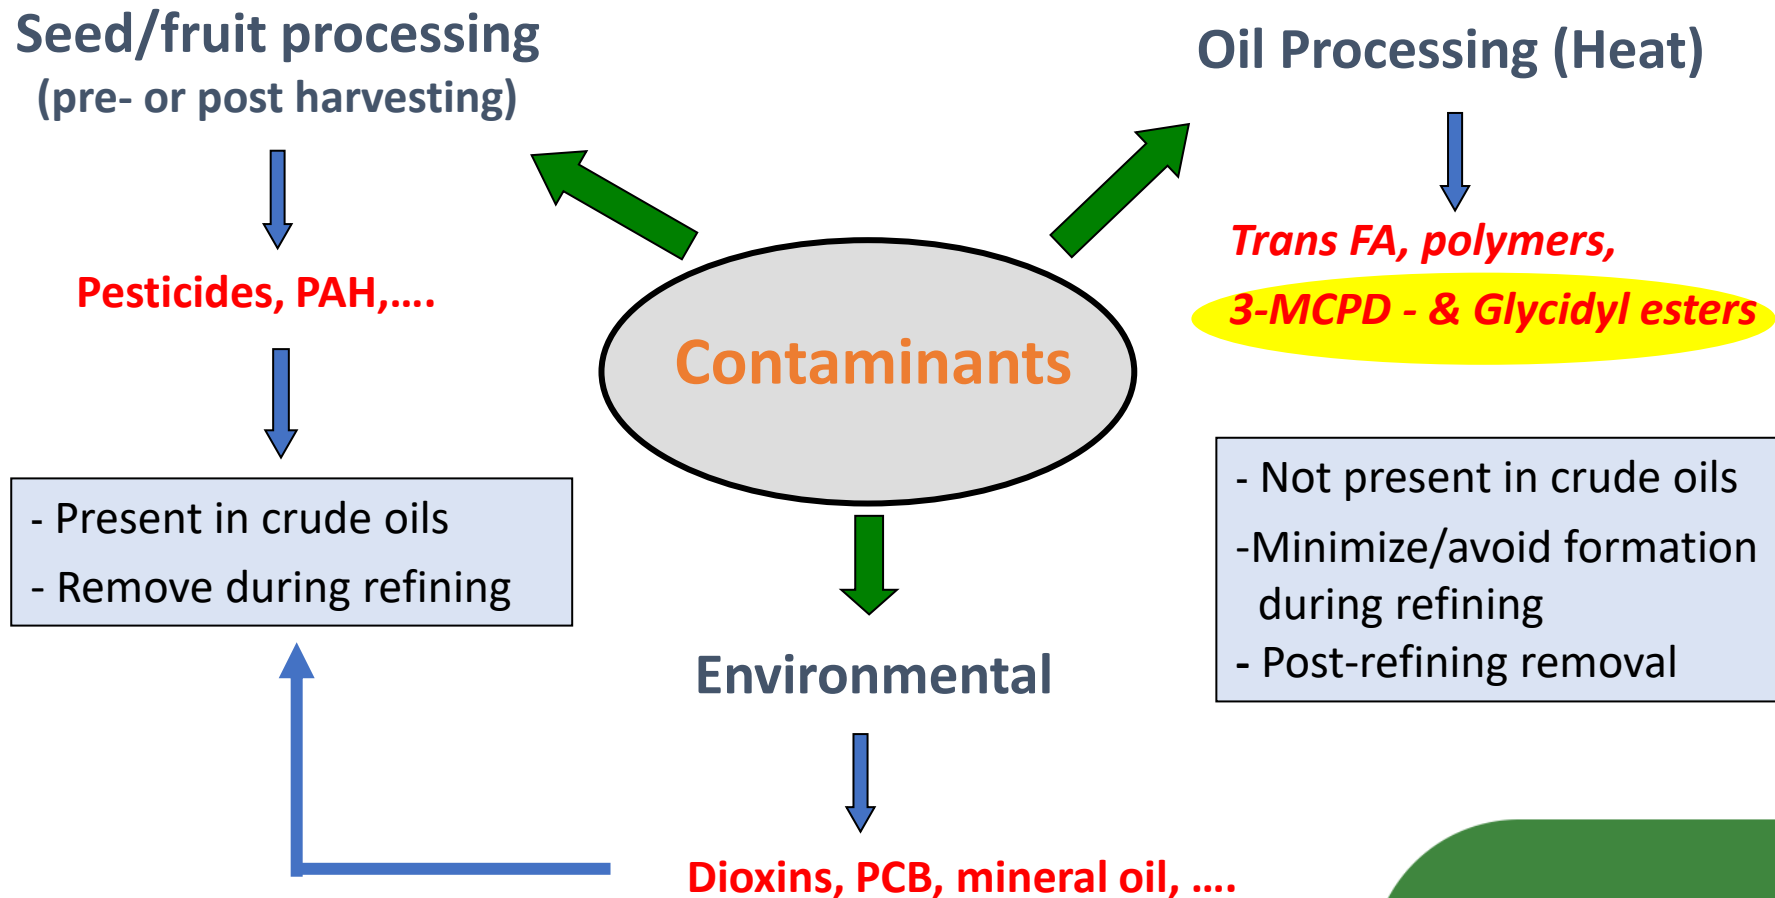 Seed/fruit processing
(pre- or post harvesting)
Pesticides, PAH,....
- Present in crude oils
- Remove during refining
Contaminants
Environmental
Dioxins, PCB, mineral oil, ....
Oil Processing (Heat)
Trans FA, polymers,
3-MCPD - & Glycidyl esters
- Not present in crude oils
-Minimize/avoid formation
during refining
- Post-refining removal